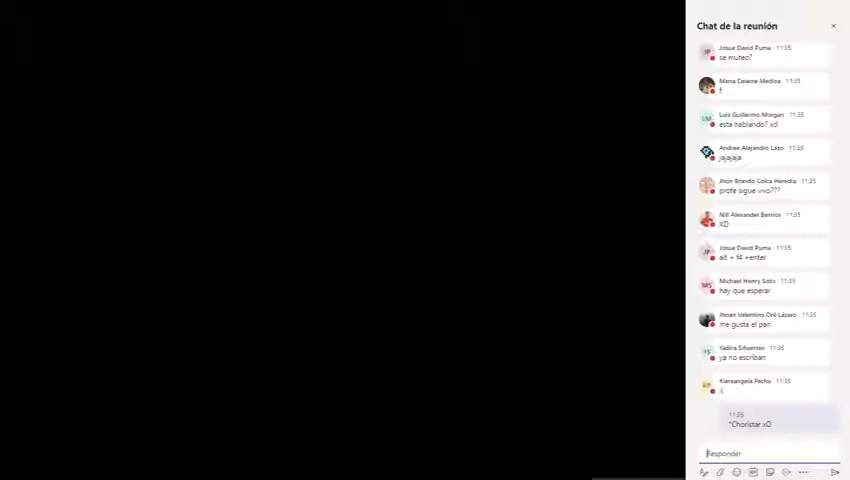 Chat de la reunión
Josue David Puma 11:35
se muteo?
Maria Celeste Medina 11:35
f
Luis Guillermo Morgan 11:35
esta hablando? xd
Andree Alejandro Lazo 11:35
jajajaja
Jhon Brando Colca Heredia 11:35
profe sigue vivo???
Nill Alexander Berrios 11:35
XD
Josue David Puma 11:35
alt + f4 +enter
Michael Henry Solis 11:35
hay que esperar
Jhoan Valentino Oré Lázaro 11:35
me gusta el pan
Yadira Sifuentes 11:35
ya no escriban
Kiaraangela Pacha 11:35
:(
11:35
*Choristar xD
Responder